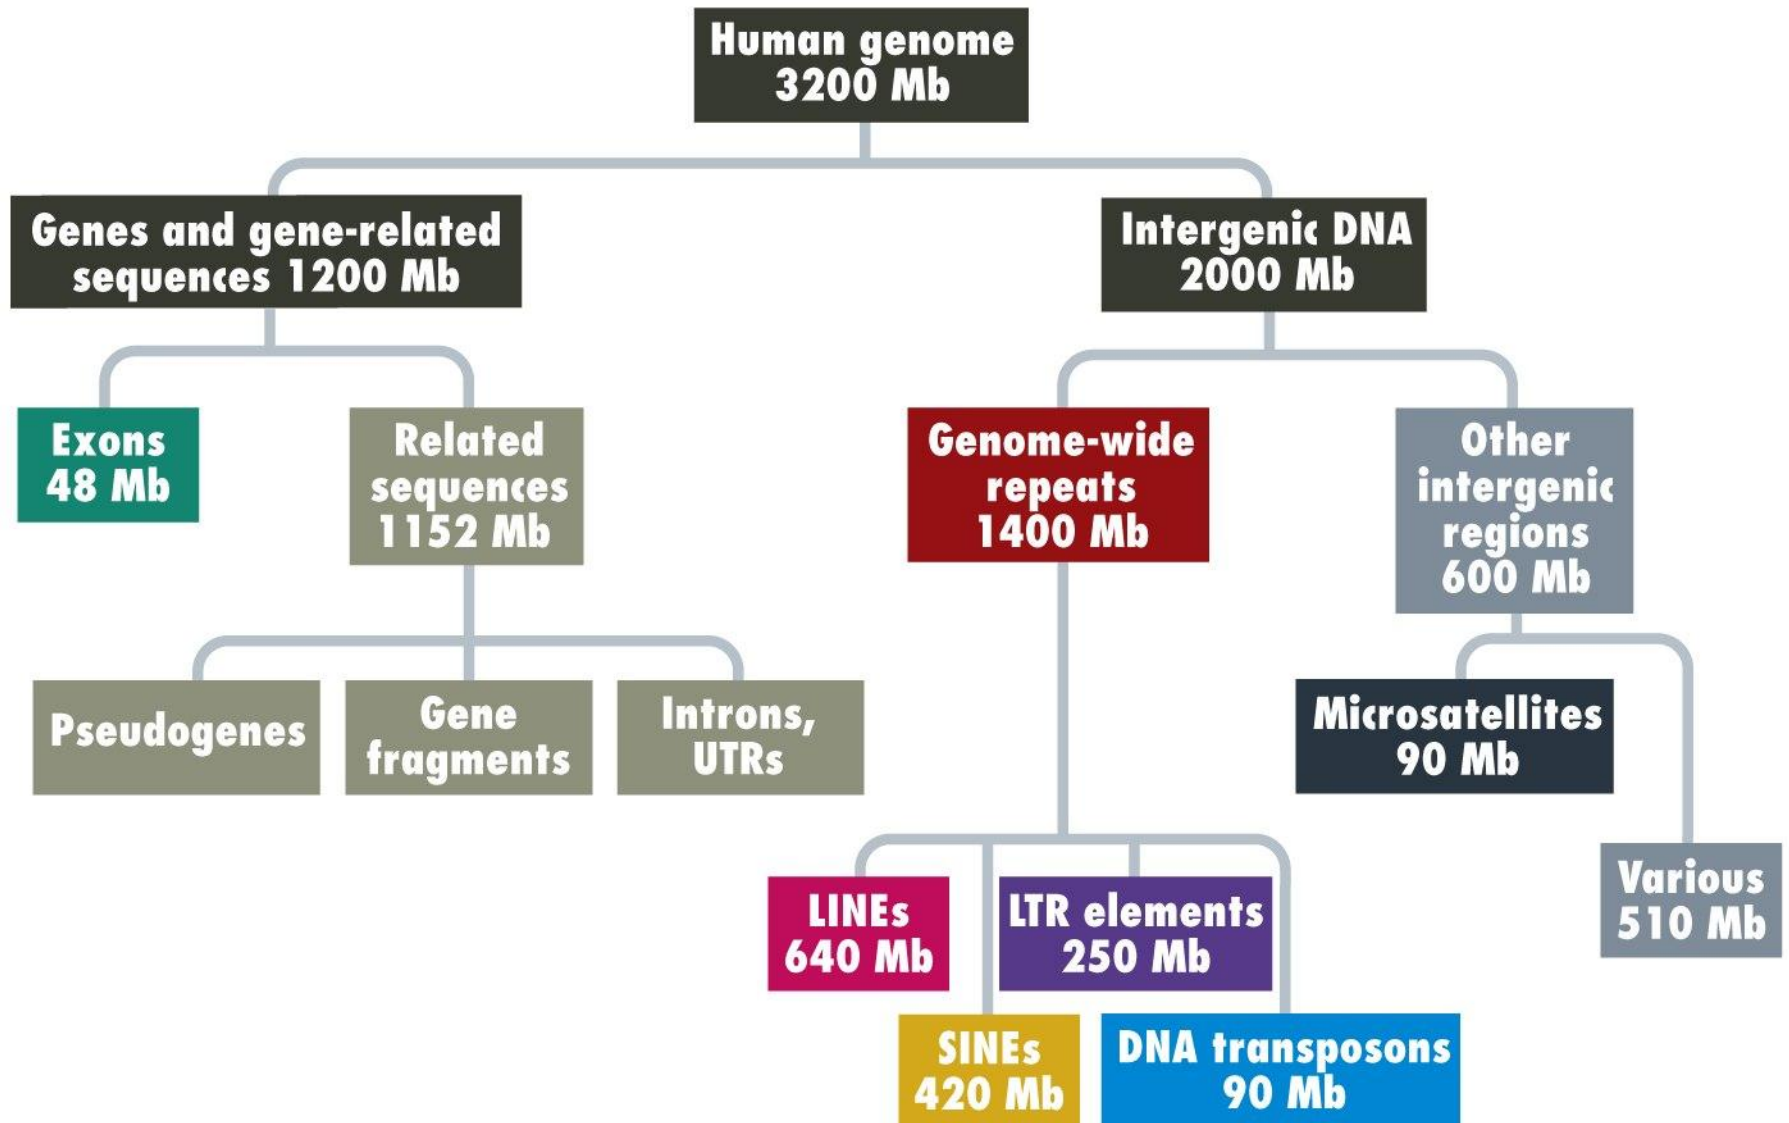 Human genome
3200 Mb
Genes and gene-related
sequences 1200 Mb
Intergenic DNA
2000 Mb
Exons
48 Mb
Related
sequences
1152 Mb
Genome-wide
repeats
1400 Mb
Other
intergenic
regions
600 Mb
Pseudogenes
Gene
fragments
Introns,
UTRs
Microsatellites
90 Mb
Various
510 Mb
LINEs
640 Mb
LTR elements
250 Mb
SINEs
420 Mb
DNA transposons
90 Mb